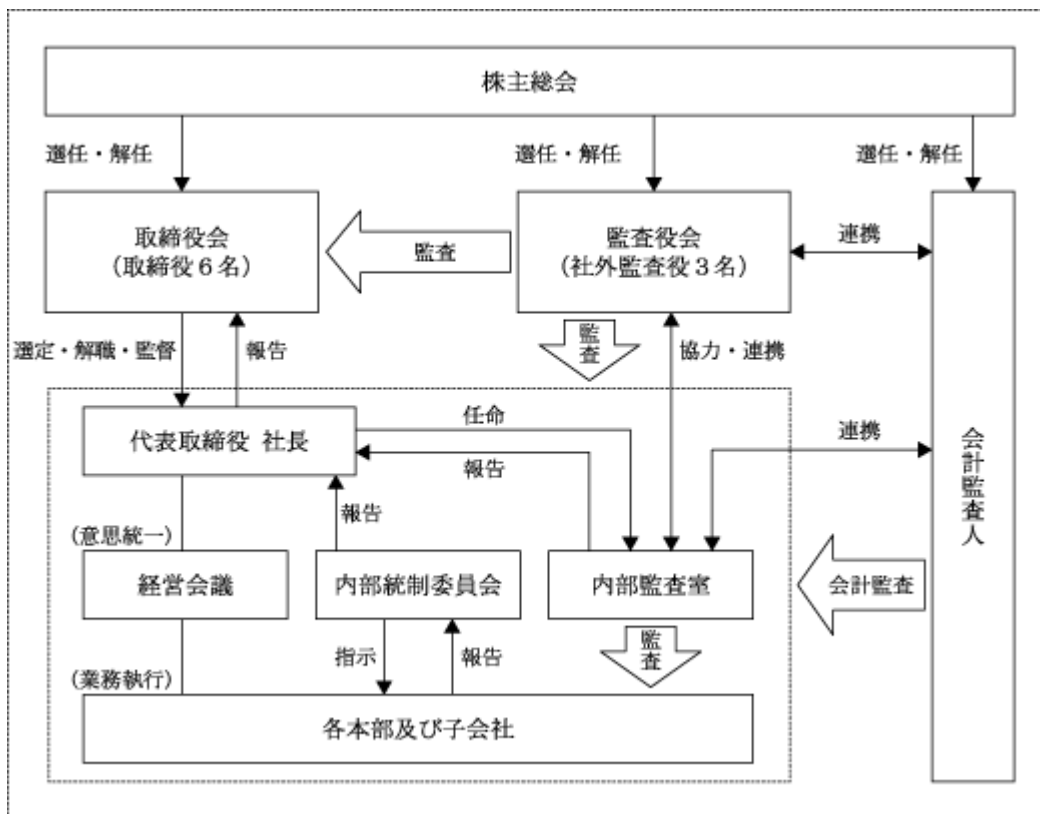 株主総会
選任・解任
選任・解任
選任・解任
取締役会
(取締役6名)
監査
監査役会
(社外監査役3名)
連携
選定・解職・監督
報告
監査
協力・連携
代表取締役 社長
任命
報告
連携
会計監査人
報告
(意思統一)
経営会議
内部統制委員会
内部監査室
会計監査
指示
報告
監査
(業務執行)
各本部及び子会社